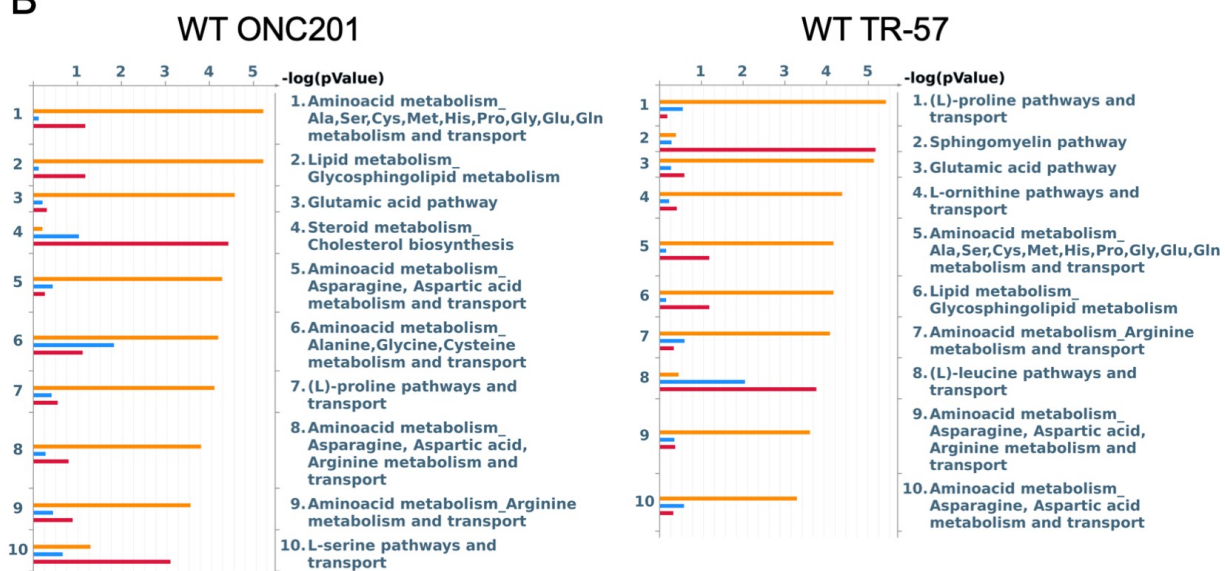 B
WT ONC201
1 2 3 4 5 -log(pValue)
1 1. Aminoacid metabolism_
Ala,Ser,Cys,Met,His,Pro,Gly,Glu,Gln
metabolism and transport
2 2. Lipid metabolism_
Glycosphingolipid metabolism
3 3. Glutamic acid pathway
4 4. Steroid metabolism_
Cholesterol biosynthesis
5 5. Aminoacid metabolism_
Asparagine, Aspartic acid
metabolism and transport
6 6. Aminoacid metabolism_
Alanine,Glycine,Cysteine
metabolism and transport
7 7. (L)-proline pathways and
transport
8 8. Aminoacid metabolism_
Asparagine, Aspartic acid,
Arginine metabolism and
transport
9 9. Aminoacid metabolism_Arginine
metabolism and transport
10 10. L-serine pathways and
transport
WT TR-57
1 2 3 4 5 -log(pValue)
1 1. (L)-proline pathways and
transport
2 2. Sphingomyelin pathway
3 3. Glutamic acid pathway
4 4. L-ornithine pathways and
transport
5 5. Aminoacid metabolism_
Ala,Ser,Cys,Met,His,Pro,Gly,Glu,Gln
metabolism and transport
6 6. Lipid metabolism_
Glycosphingolipid metabolism
7 7. Aminoacid metabolism_Arginine
metabolism and transport
8 8. (L)-leucine pathways and
transport
9 9. Aminoacid metabolism_
Asparagine, Aspartic acid,
Arginine metabolism and
transport
10 10. Aminoacid metabolism_
Asparagine, Aspartic acid
metabolism and transport